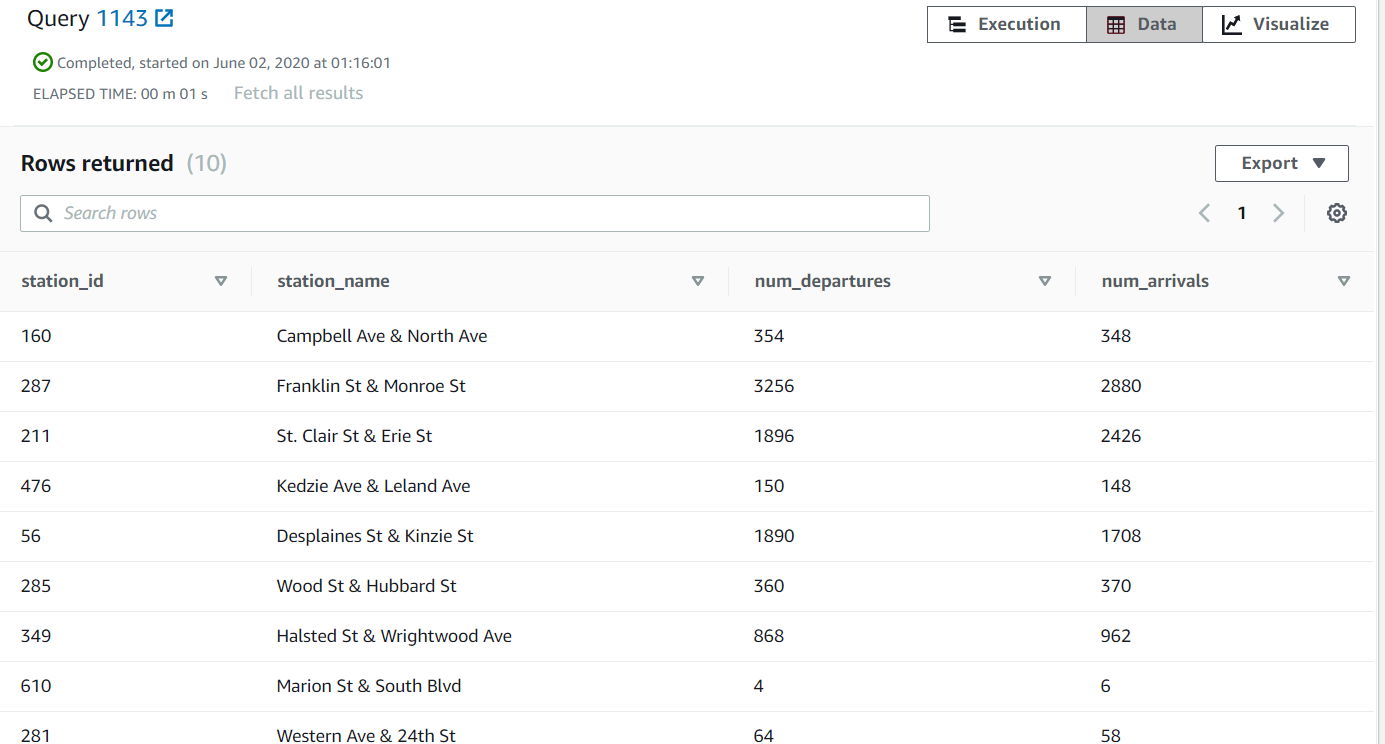 Query 1143
Execution Data Visualize
Completed, started on June 02, 2020 at 01:16:01
ELAPSED TIME: 00 m 01 s Fetch all results
Rows returned (10)
Export
Search rows
1
station_id station_name num_departures num_arrivals
160 Campbell Ave & North Ave 354 348
287 Franklin St & Monroe St 3256 2880
211 St. Clair St & Erie St 1896 2426
476 Kedzie Ave & Leland Ave 150 148
56 Desplaines St & Kinzie St 1890 1708
285 Wood St & Hubbard St 360 370
349 Halsted St & Wrightwood Ave 868 962
610 Marion St & South Blvd 4 6
281 Western Ave & 24th St 64 58